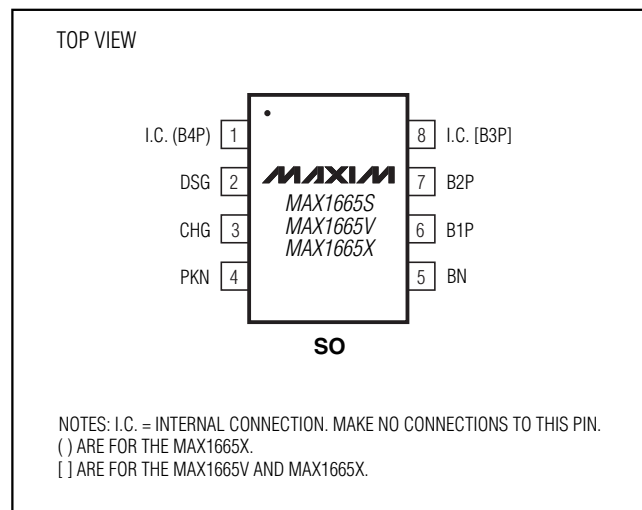 TOP VIEW
I.C. (B4P) 1
DSG 2
CHG 3
PKN 4
MAXIM
MAX1665S
MAX1665V
MAX1665X
8 I.C. [B3P]
7 B2P
6 B1P
5 BN
SO
NOTES: I.C. = INTERNAL CONNECTION. MAKE NO CONNECTIONS TO THIS PIN.
( ) ARE FOR THE MAX1665X.
[ ] ARE FOR THE MAX1665V AND MAX1665X.